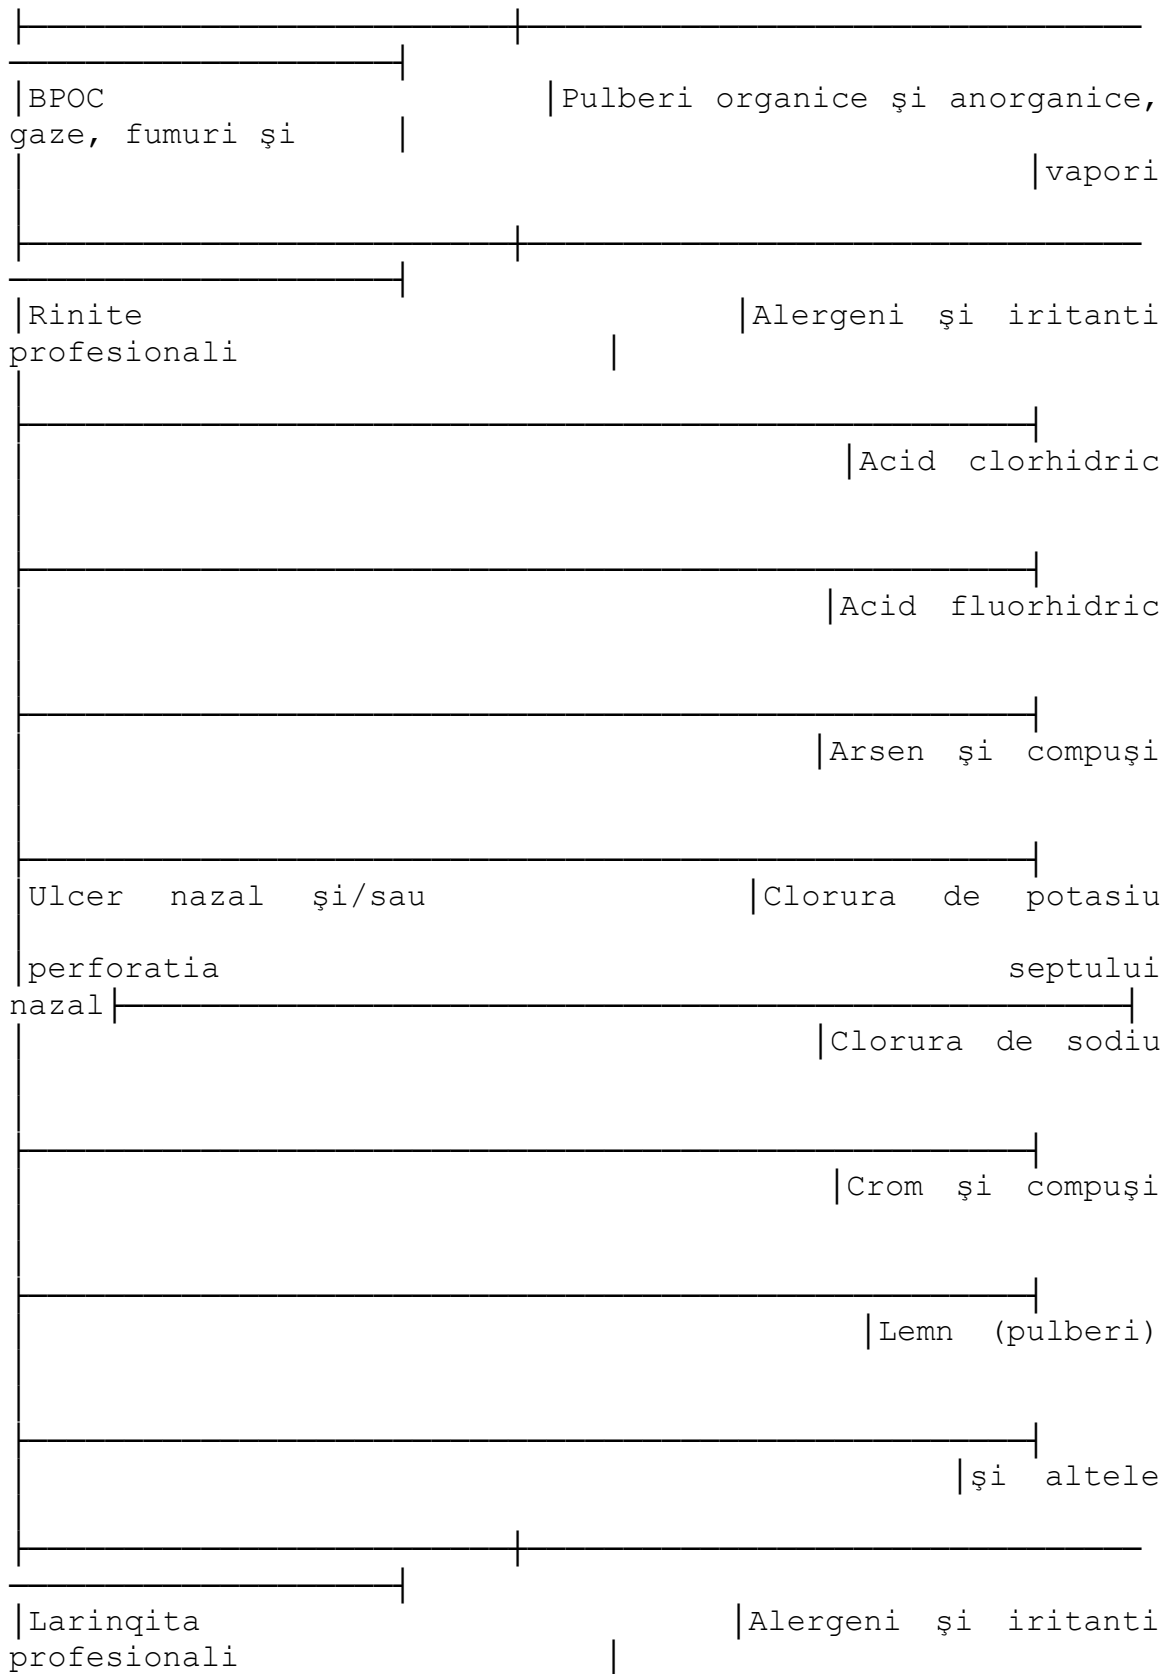 BPOC Pulberi organice şi anorganice,
gaze, fumuri şi
vapori
Rinite Alergeni şi iritanti
profesionali
Acid clorhidric
Acid fluorhidric
Arsen şi compuşi
Ulcer nazal şi/sau Clorura de potasiu
perforatia septului
nazal
Clorura de sodiu
Crom şi compuşi
Lemn (pulberi)
şi altele
Larinqita Alergeni şi iritanti
profesionali